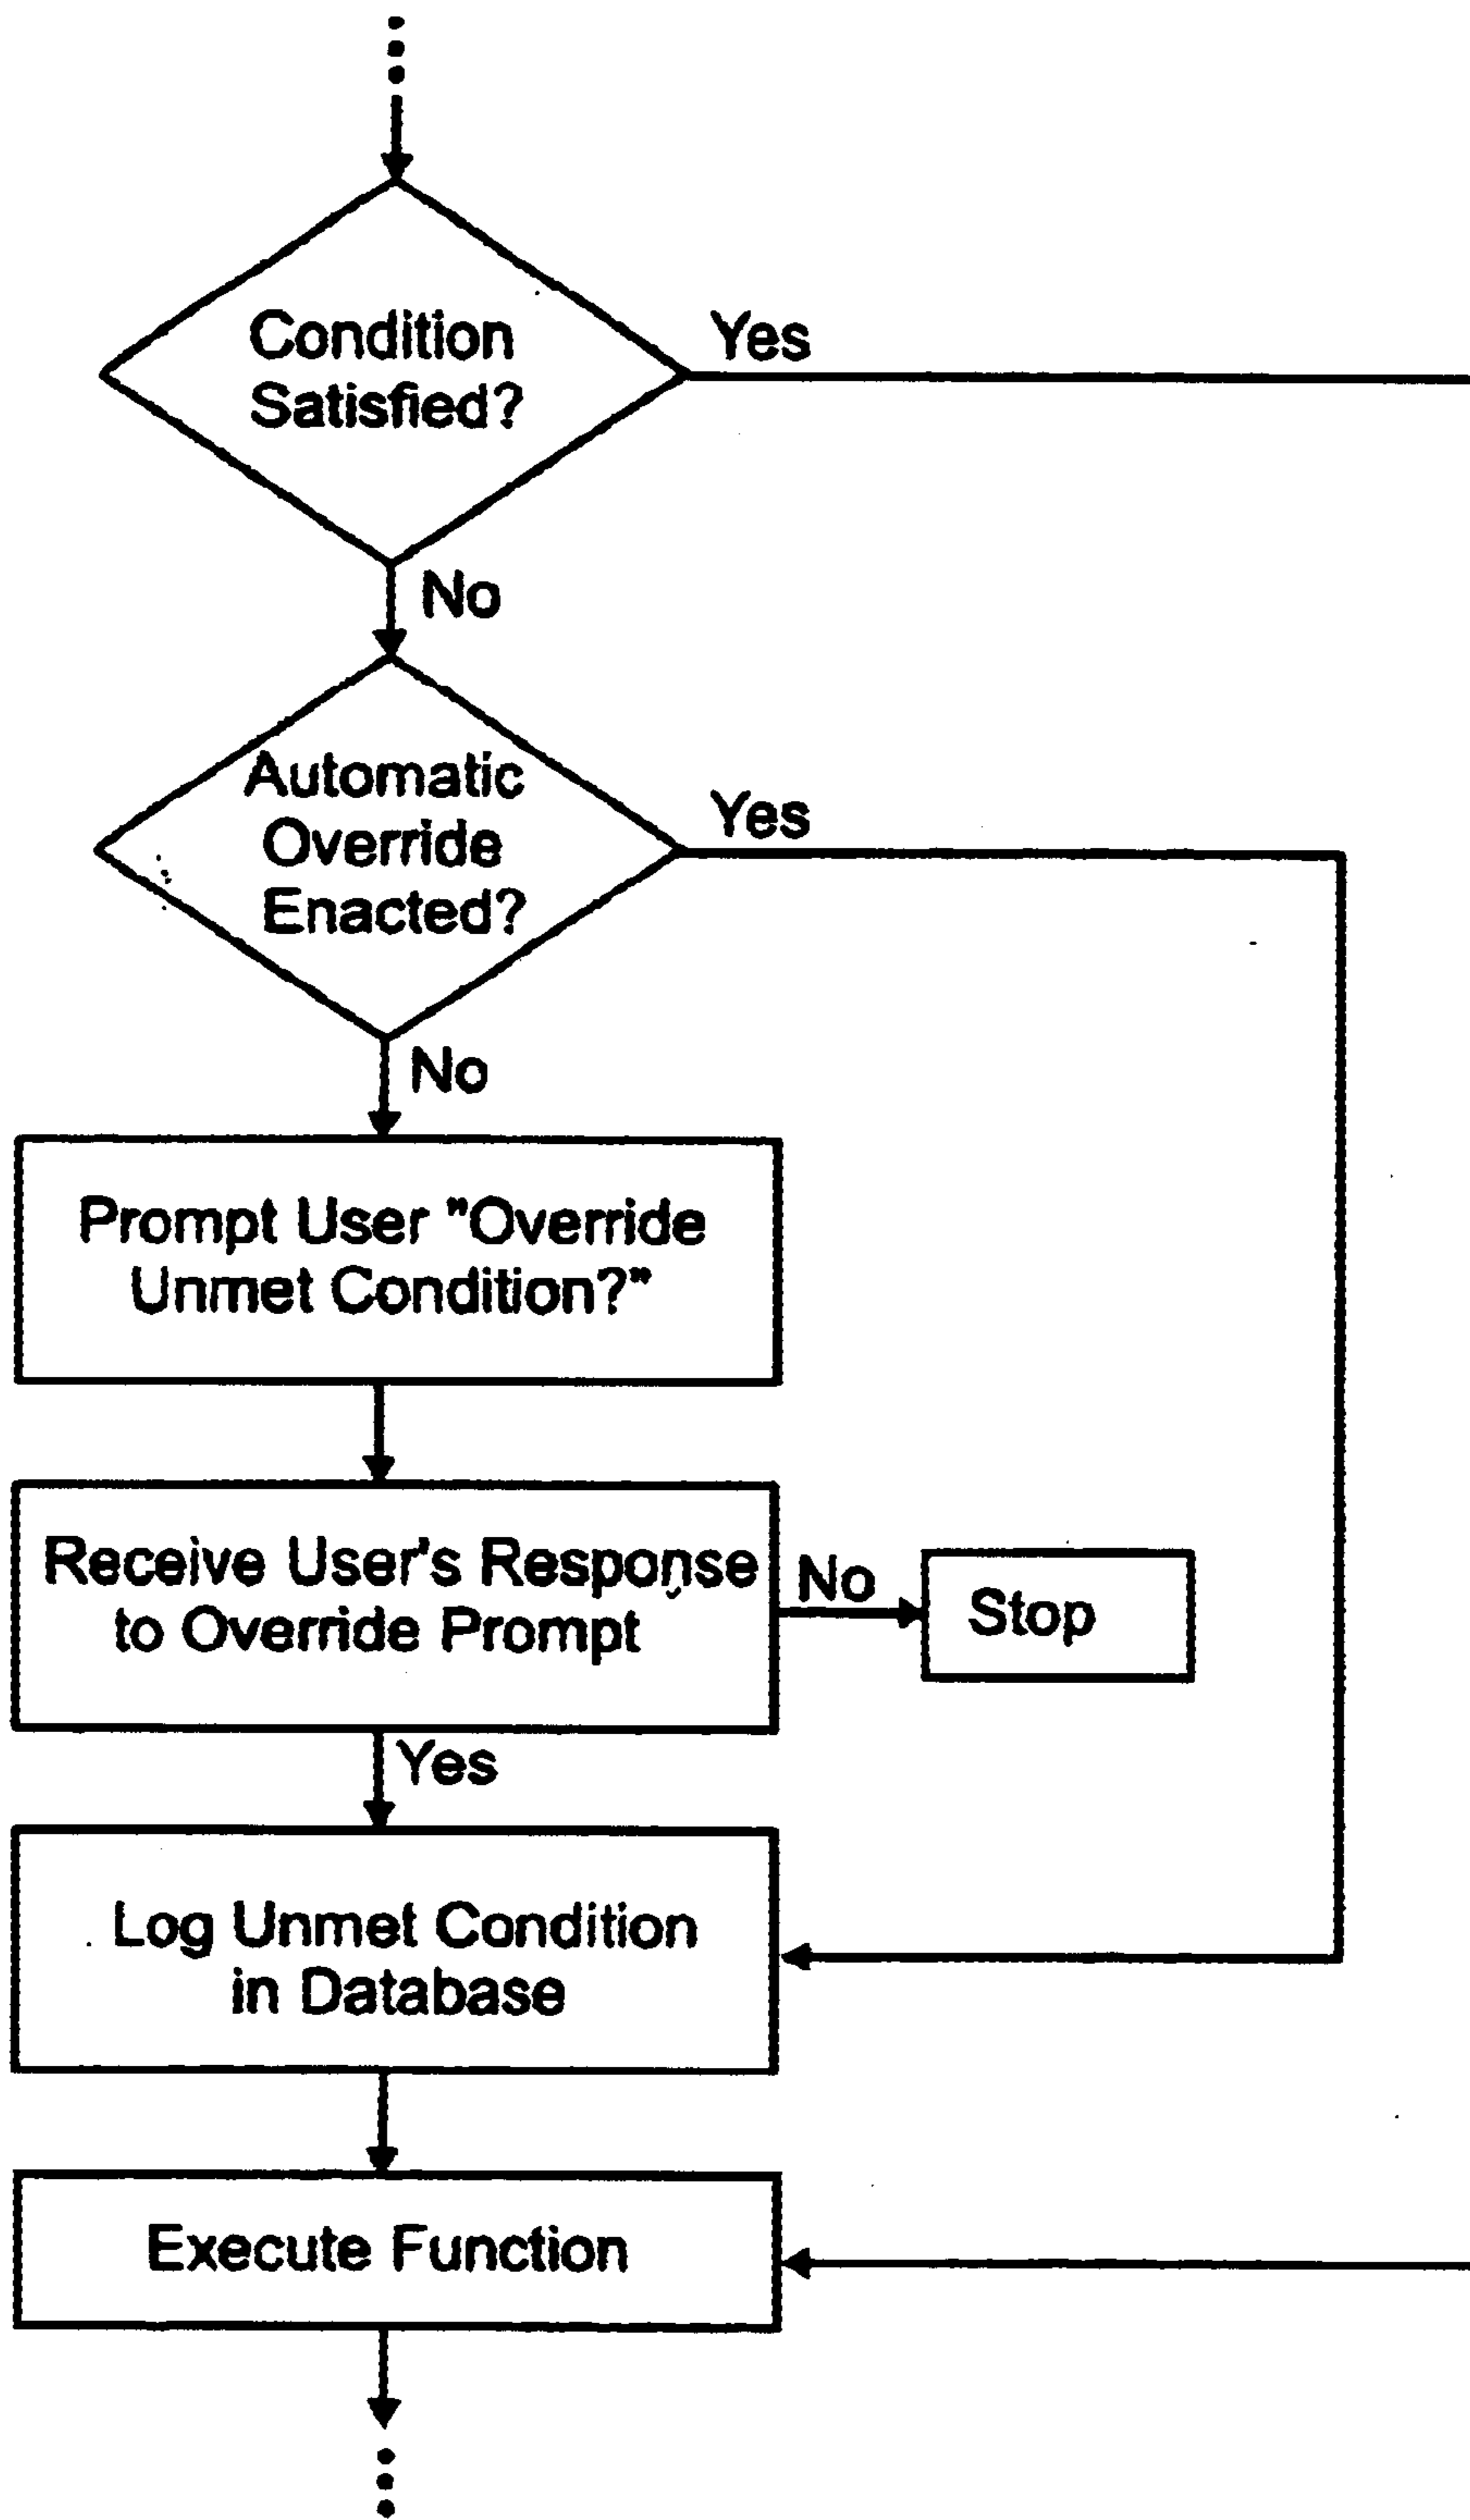 Condition
Satisfied?
Yes
No
Automatic
Override
Enacted?
Yes
No
Prompt User "Override
Unmet Condition?"
Receive User's Response
to Override Prompt
No
Stop
Yes
Log Unmet Condition
in Database
Execute Function